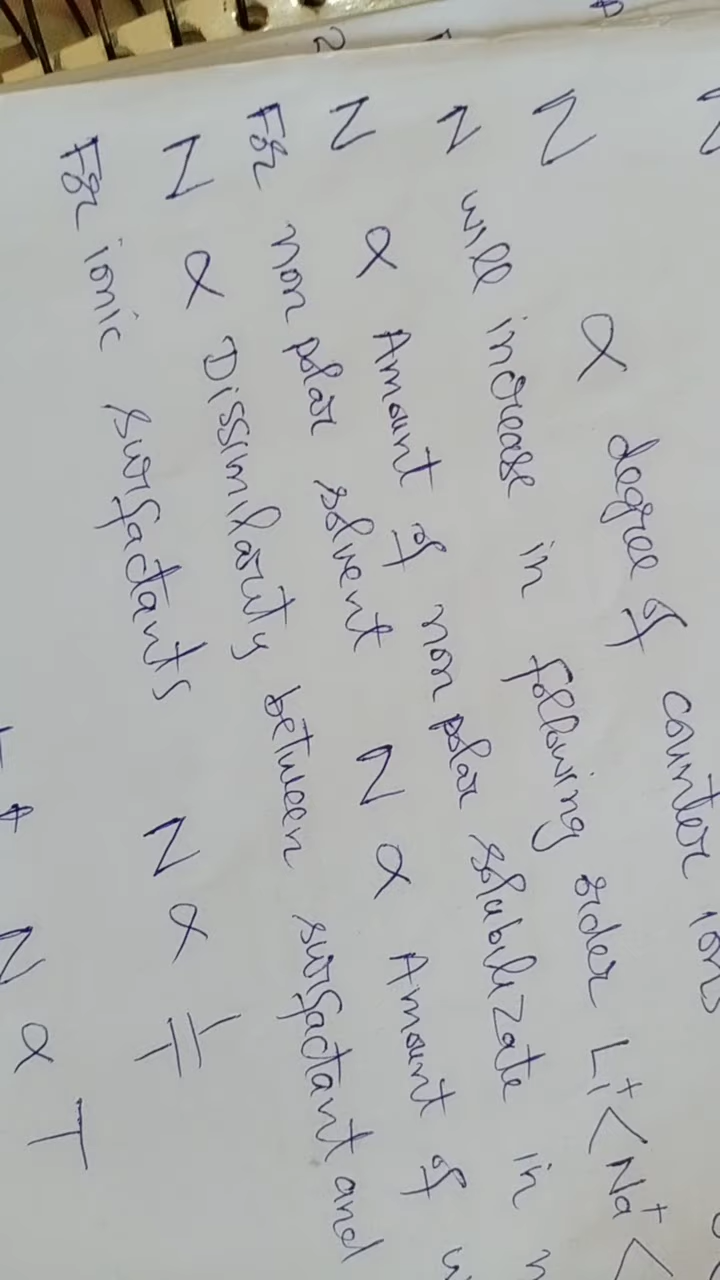 N ∝ degree of counter ions
N will increase in following order Li⁺ < Na⁺ <
N ∝ Amount of non polar solubilizate in
For non polar solvent N ∝ Amount of
N ∝ Dissimilarity between surfactant and
For ionic surfactants N ∝ 1/T
N ∝ T